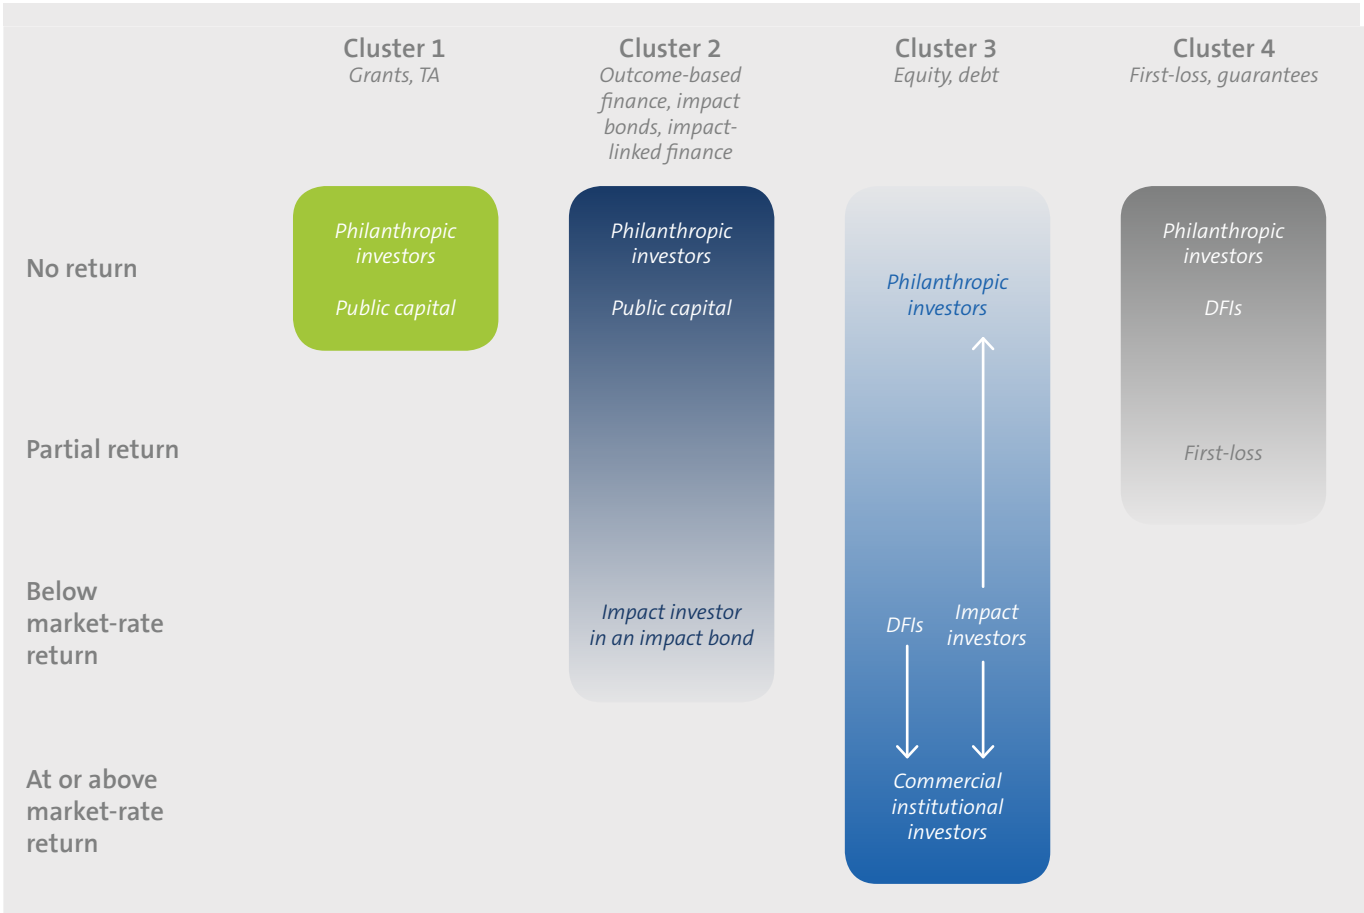 Cluster 1
Grants, TA
Cluster 2
Outcome-based
finance, impact
bonds, impact-
linked finance
Cluster 3
Equity, debt
Cluster 4
First-loss, guarantees
No return
Philanthropic
investors
Public capital
Philanthropic
investors
Public capital
Philanthropic
investors
Philanthropic
investors
DFIs
Partial return
First-loss
Below
market-rate
return
Impact investor
in an impact bond
DFIs
Impact
investors
At or above
market-rate
return
Commercial
institutional
investors